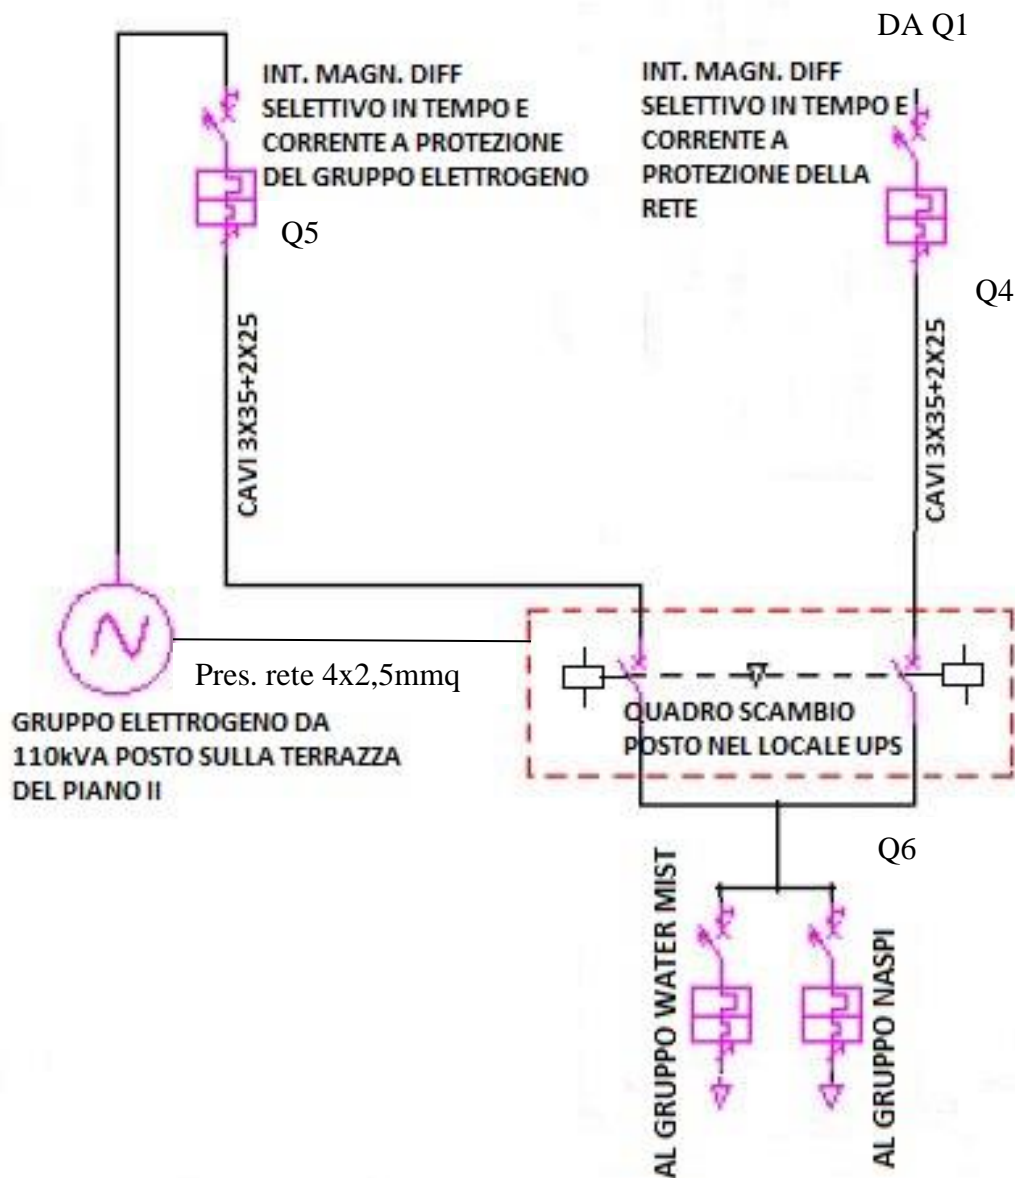 DA Q1
INT. MAGN. DIFF
SELETTIVO IN TEMPO E
CORRENTE A PROTEZIONE
DEL GRUPPO ELETTROGENO
INT. MAGN. DIFF
SELETTIVO IN TEMPO E
CORRENTE A
PROTEZIONE DELLA
RETE
Q5
Q4
CAVI 3X35+2X25
CAVI 3X35+2X25
Pres. rete 4x2,5mmq
GRUPPO ELETTROGENO DA
110kVA POSTO SULLA TERRAZZA
DEL PIANO II
QUADRO SCAMBIO
POSTO NEL LOCALE UPS
Q6
AL GRUPPO WATER MIST
AL GRUPPO NASPI